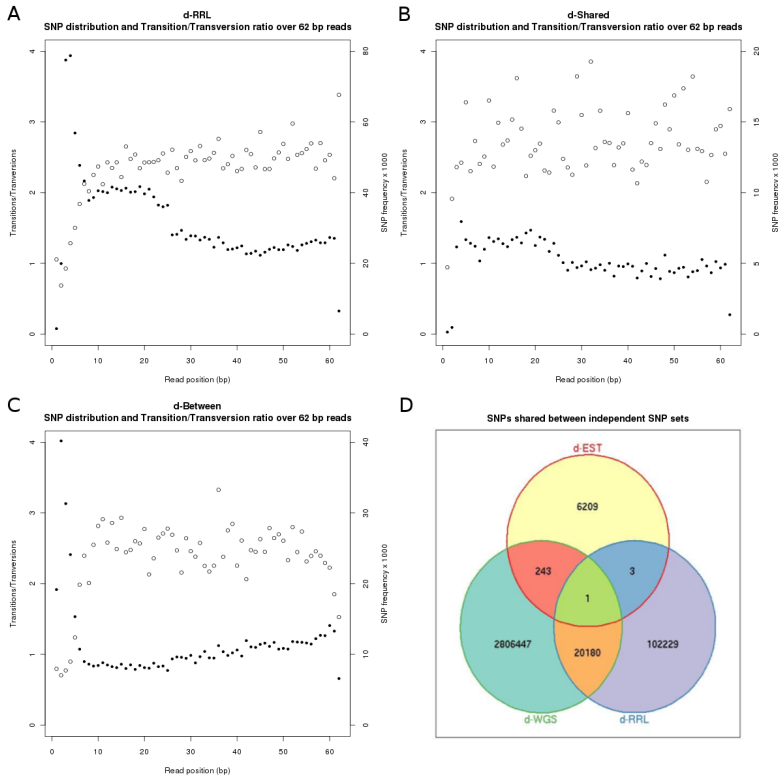 A
d-RRL
SNP distribution and Transition/Transversion ratio over 62 bp reads
4
3
2
1
0
Transitions/Tranversions
80
60
40
20
0
SNP frequency x 1000
0 10 20 30 40 50 60
Read position (bp)
B
d-Shared
SNP distribution and Transition/Transversion ratio over 62 bp reads
4
3
2
1
0
Transitions/Tranversions
20
15
10
5
0
SNP frequency x 1000
0 10 20 30 40 50 60
Read position (bp)
C
d-Between
SNP distribution and Transition/Transversion ratio over 62 bp reads
4
3
2
1
0
Transitions/Tranversions
40
30
20
10
0
SNP frequency x 1000
0 10 20 30 40 50 60
Read position (bp)
D
SNPs shared between independent SNP sets
d-EST
6209
243
3
1
2806447
20180
102229
d-WGS
d-RRL